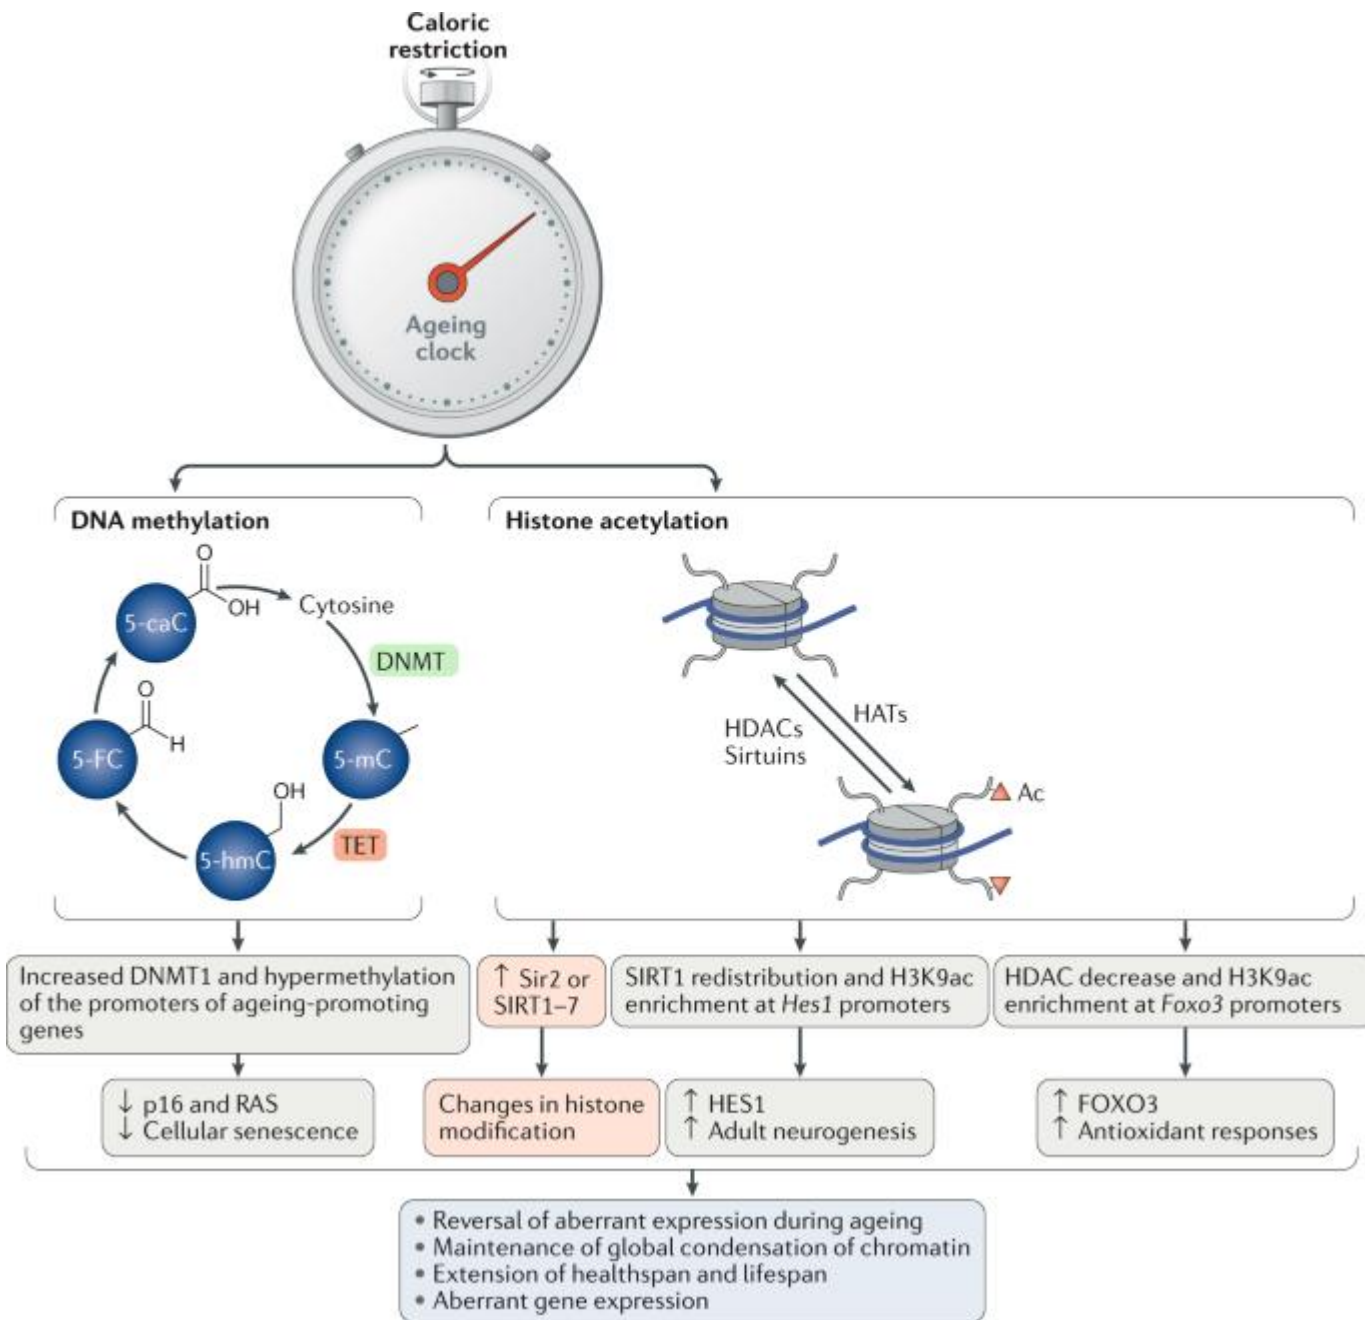 Caloric
restriction
Ageing
clock
DNA methylation
O
OH
5-caC
Cytosine
DNMT
O
H
5-FC
5-mC
OH
TET
5-hmC
Histone acetylation
HATs
HDACs
Sirtuins
Ac
Increased DNMT1 and hypermethylation
of the promoters of ageing-promoting
genes
↑ Sir2 or
SIRT1–7
SIRT1 redistribution and H3K9ac
enrichment at Hes1 promoters
HDAC decrease and H3K9ac
enrichment at Foxo3 promoters
↓ p16 and RAS
↓ Cellular senescence
Changes in histone
modification
↑ HES1
↑ Adult neurogenesis
↑ FOXO3
↑ Antioxidant responses
• Reversal of aberrant expression during ageing
• Maintenance of global condensation of chromatin
• Extension of healthspan and lifespan
• Aberrant gene expression